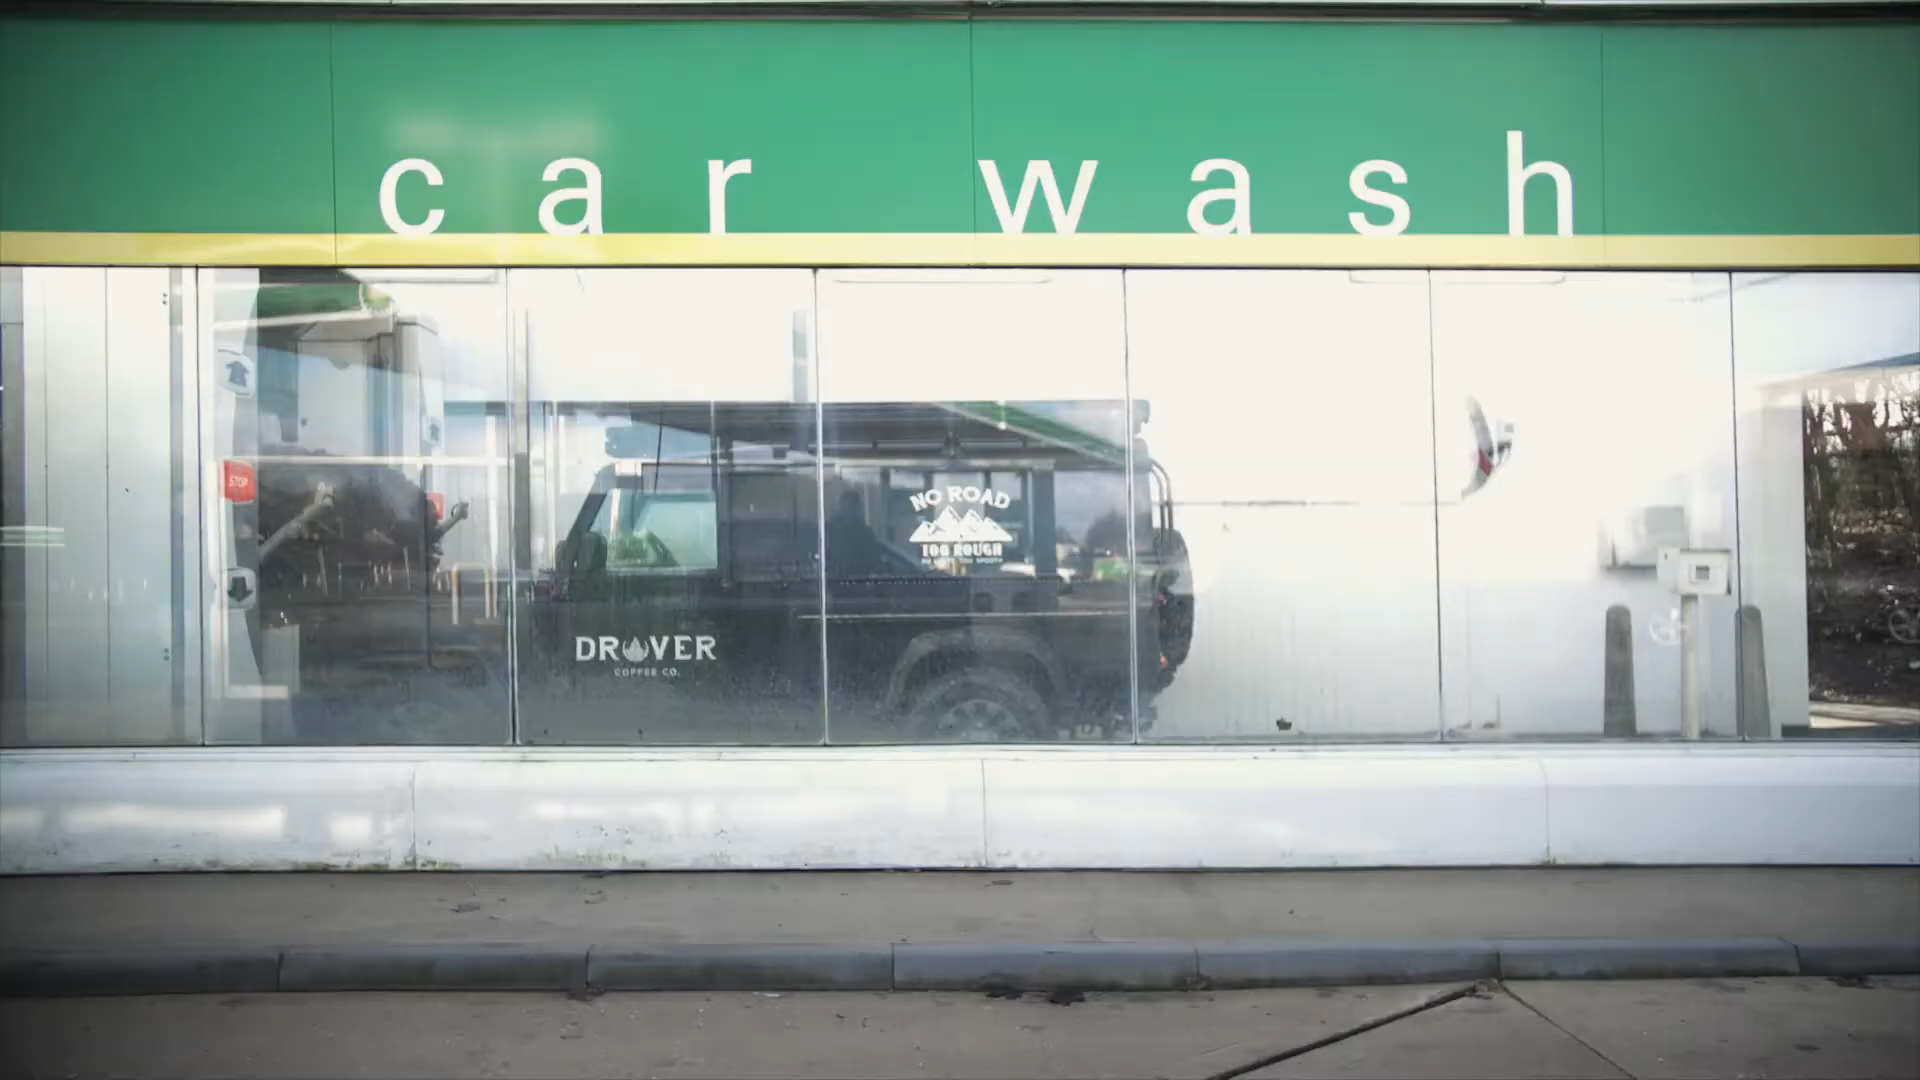 car wash
STOP
NO ROAD
TOO ROUGH
DROVER
COFFEE CO.